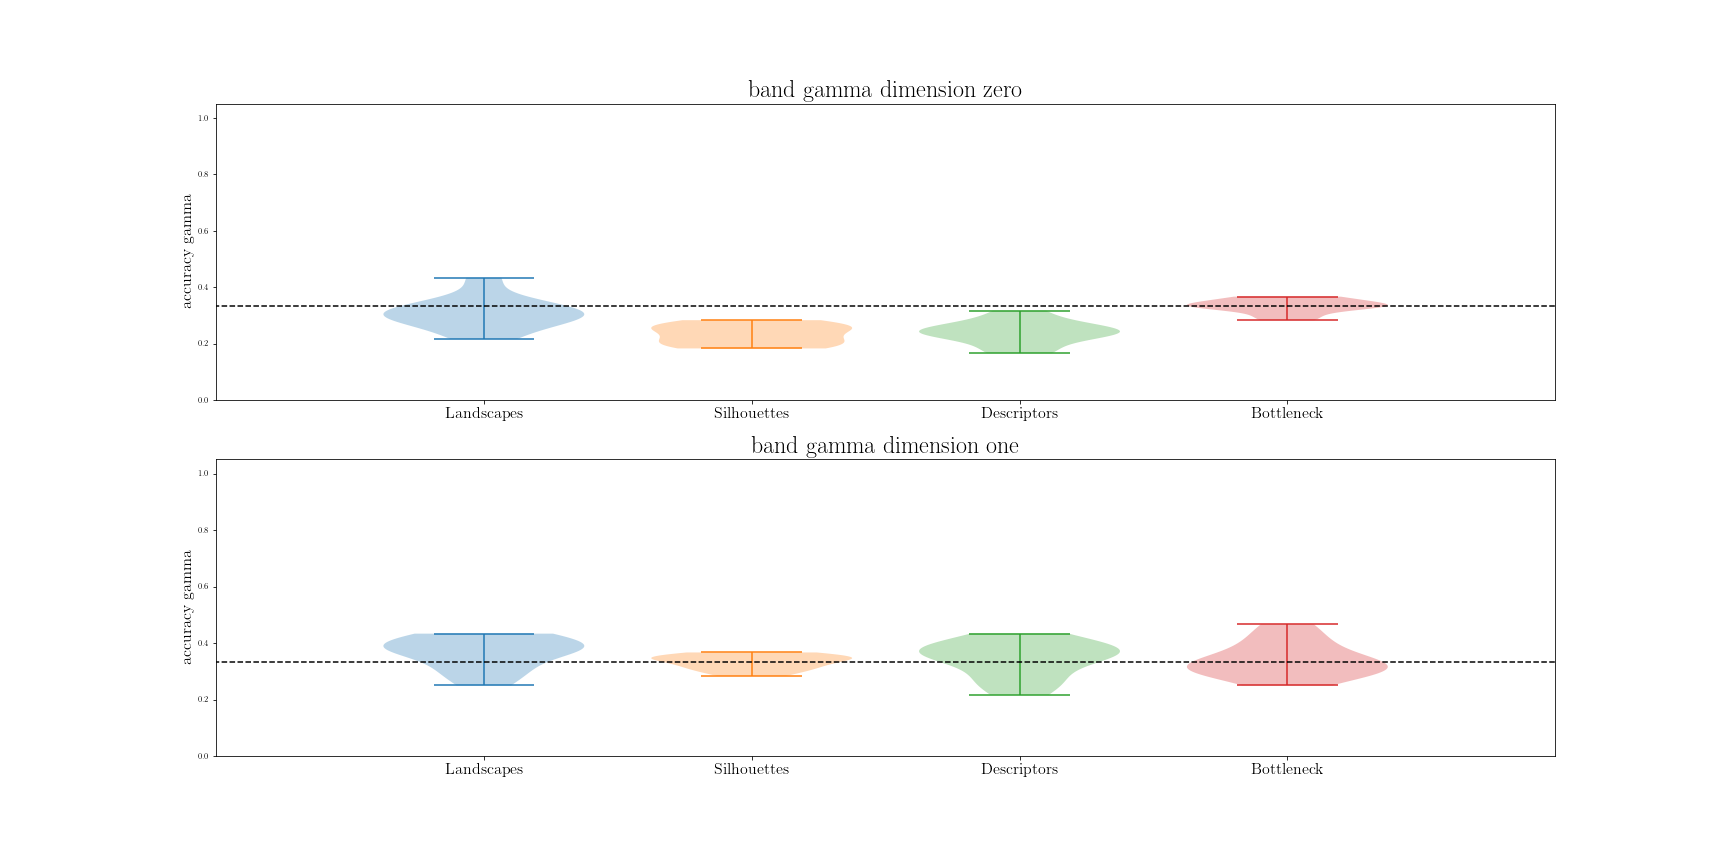 band gamma dimension zero
accuracy gamma
1.0
0.8
0.6
0.4
0.2
0.0
Landscapes Silhouettes Descriptors Bottleneck
band gamma dimension one
accuracy gamma
1.0
0.8
0.6
0.4
0.2
0.0
Landscapes Silhouettes Descriptors Bottleneck